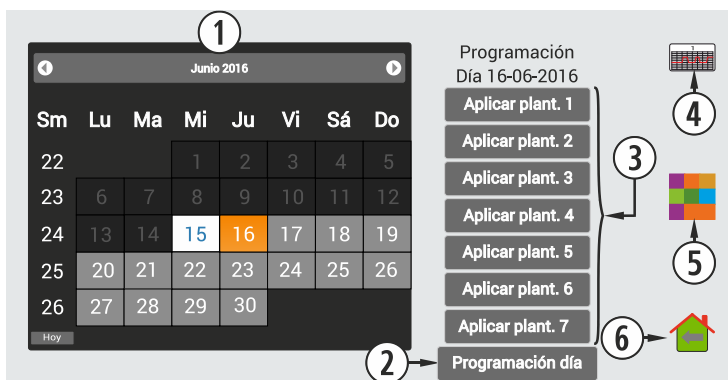 1
Junio 2016
Sm Lu Ma Mi Ju Vi Sá Do
22 1 2 3 4 5
23 6 7 8 9 10 11 12
24 13 14 15 16 17 18 19
25 20 21 22 23 24 25 26
26 27 28 29 30
Hoy
Programación
Día 16-06-2016
Aplicar plant. 1
Aplicar plant. 2
Aplicar plant. 3
Aplicar plant. 4
Aplicar plant. 5
Aplicar plant. 6
Aplicar plant. 7
2
Programación día
3
4
5
6